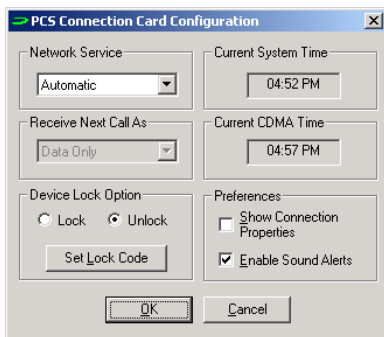 PCS Connection Card Configuration
Network Service
Automatic
Current System Time
04:52 PM
Receive Next Call As
Data Only
Current CDMA Time
04:57 PM
Device Lock Option
Lock
Unlock
Set Lock Code
Preferences
Show Connection
Properties
Enable Sound Alerts
OK
Cancel